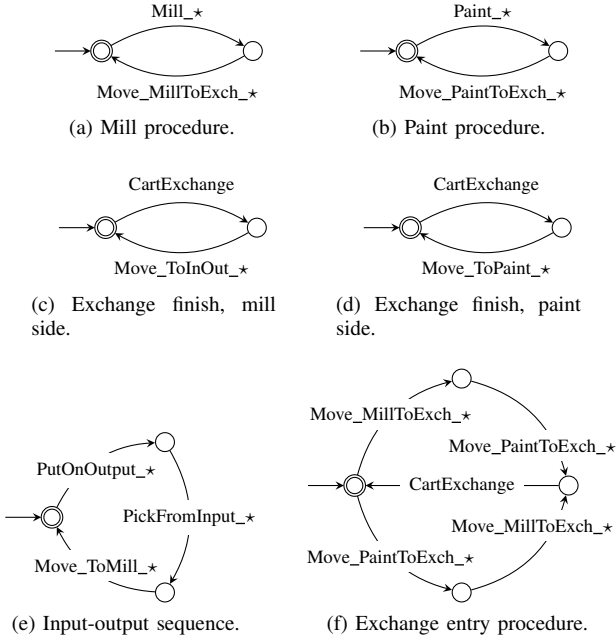 Mill_⋆
Move_MillToExch_⋆
(a) Mill procedure.
Paint_⋆
Move_PaintToExch_⋆
(b) Paint procedure.
CartExchange
Move_ToInOut_⋆
(c) Exchange finish, mill
side.
CartExchange
Move_ToPaint_⋆
(d) Exchange finish, paint
side.
PutOnOutput_⋆
PickFromInput_⋆
Move_ToMill_⋆
(e) Input-output sequence.
Move_MillToExch_⋆
Move_PaintToExch_⋆
CartExchange
Move_MillToExch_⋆
Move_PaintToExch_⋆
(f) Exchange entry procedure.